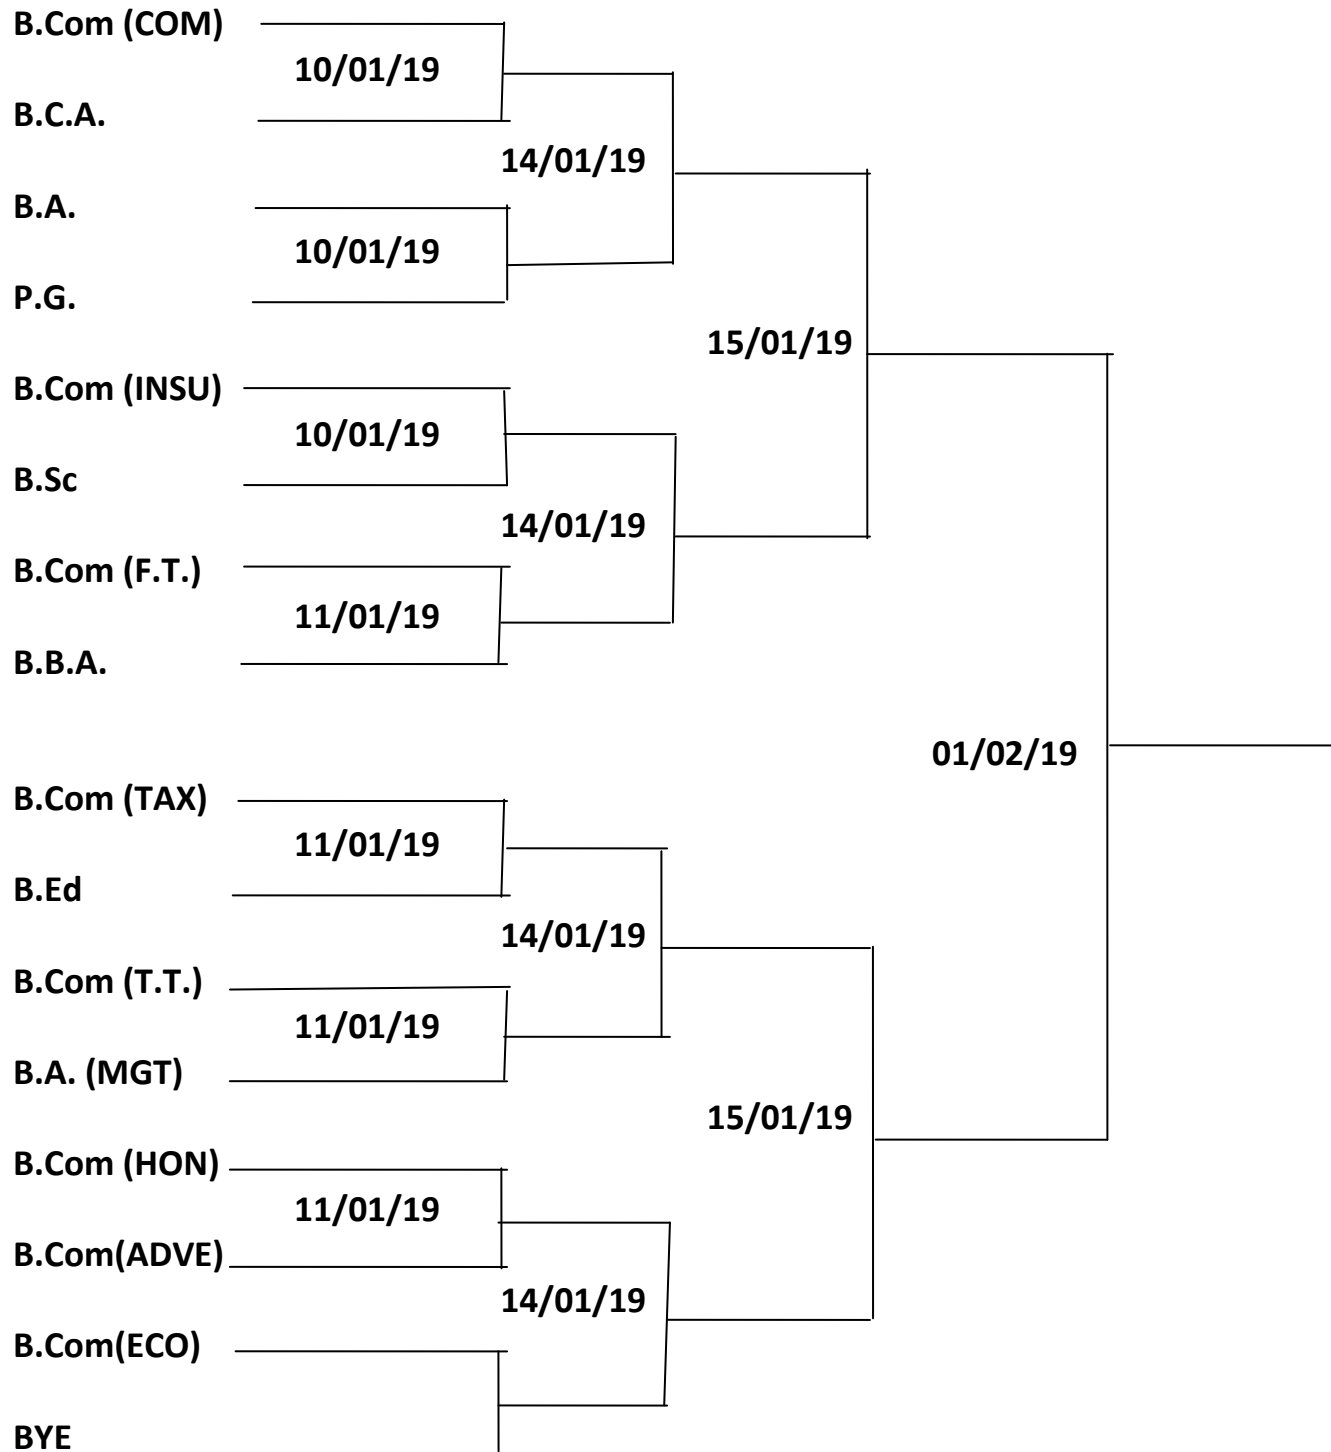 B.Com (COM)
10/01/19
B.C.A.
14/01/19
B.A.
10/01/19
P.G.
15/01/19
B.Com (INSU)
10/01/19
B.Sc
14/01/19
B.Com (F.T.)
11/01/19
B.B.A.
01/02/19
B.Com (TAX)
11/01/19
B.Ed
14/01/19
B.Com (T.T.)
11/01/19
B.A. (MGT)
15/01/19
B.Com (HON)
11/01/19
B.Com(ADVE)
14/01/19
B.Com(ECO)
BYE